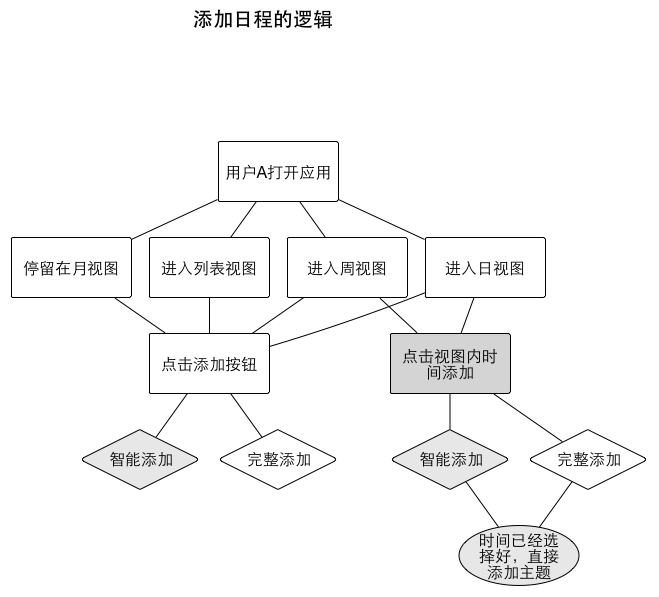 添加日程的逻辑
用户A打开应用
停留在月视图
进入列表视图
进入周视图
进入日视图
点击添加按钮
点击视图内时
间添加
智能添加
完整添加
智能添加
完整添加
时间已经选
择好，直接
添加主题